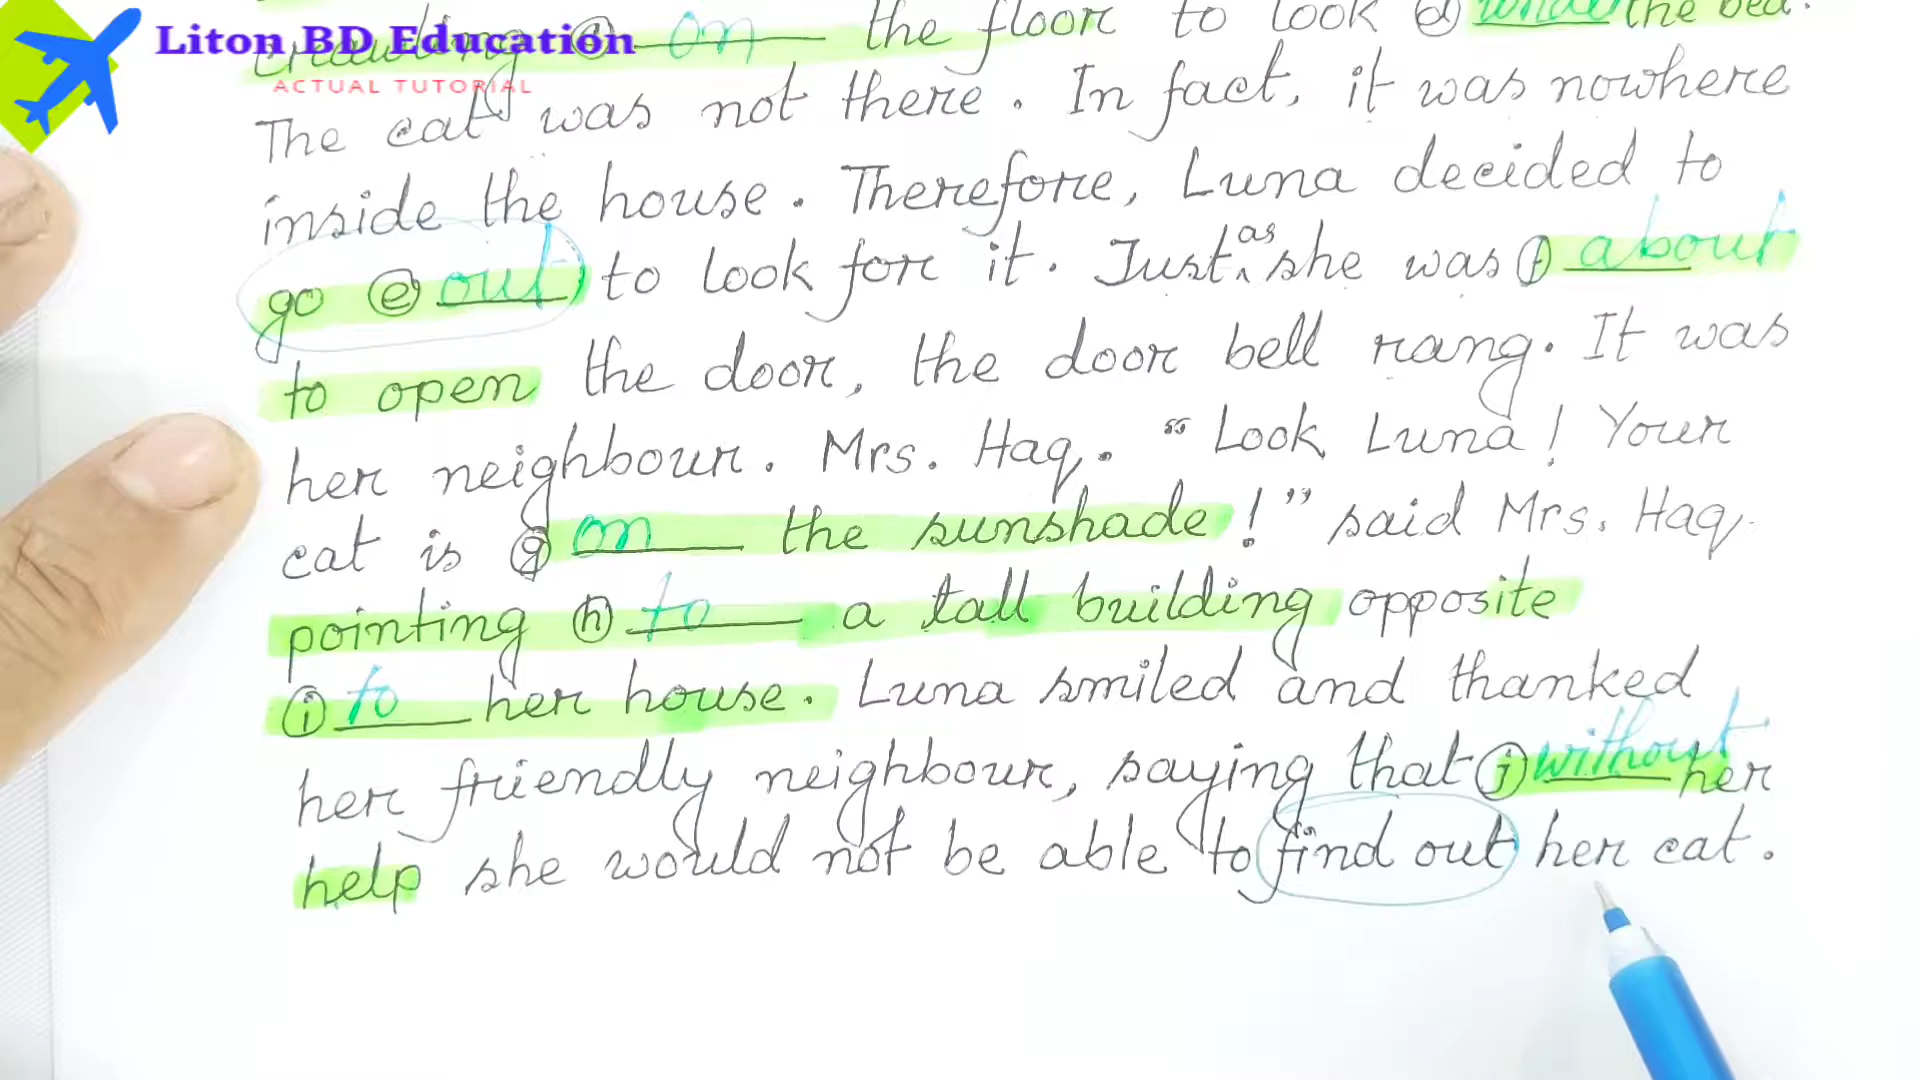 Liton BD Education
ACTUAL TUTORIAL
crawling on the floor to look (d) under the bed.
The cat was not there. In fact, it was nowhere
inside the house. Therefore, Luna decided to
go (e) out to look for it. Just as she was (f) about
to open the door, the door bell rang. It was
her neighbour. Mrs. Haq. "Look Luna! Your
cat is (g) on the sunshade!" said Mrs. Haq.
pointing (h) to a tall building opposite
(i) to her house. Luna smiled and thanked
her friendly neighbour, saying that (j) without her
help she would not be able to find out her cat.